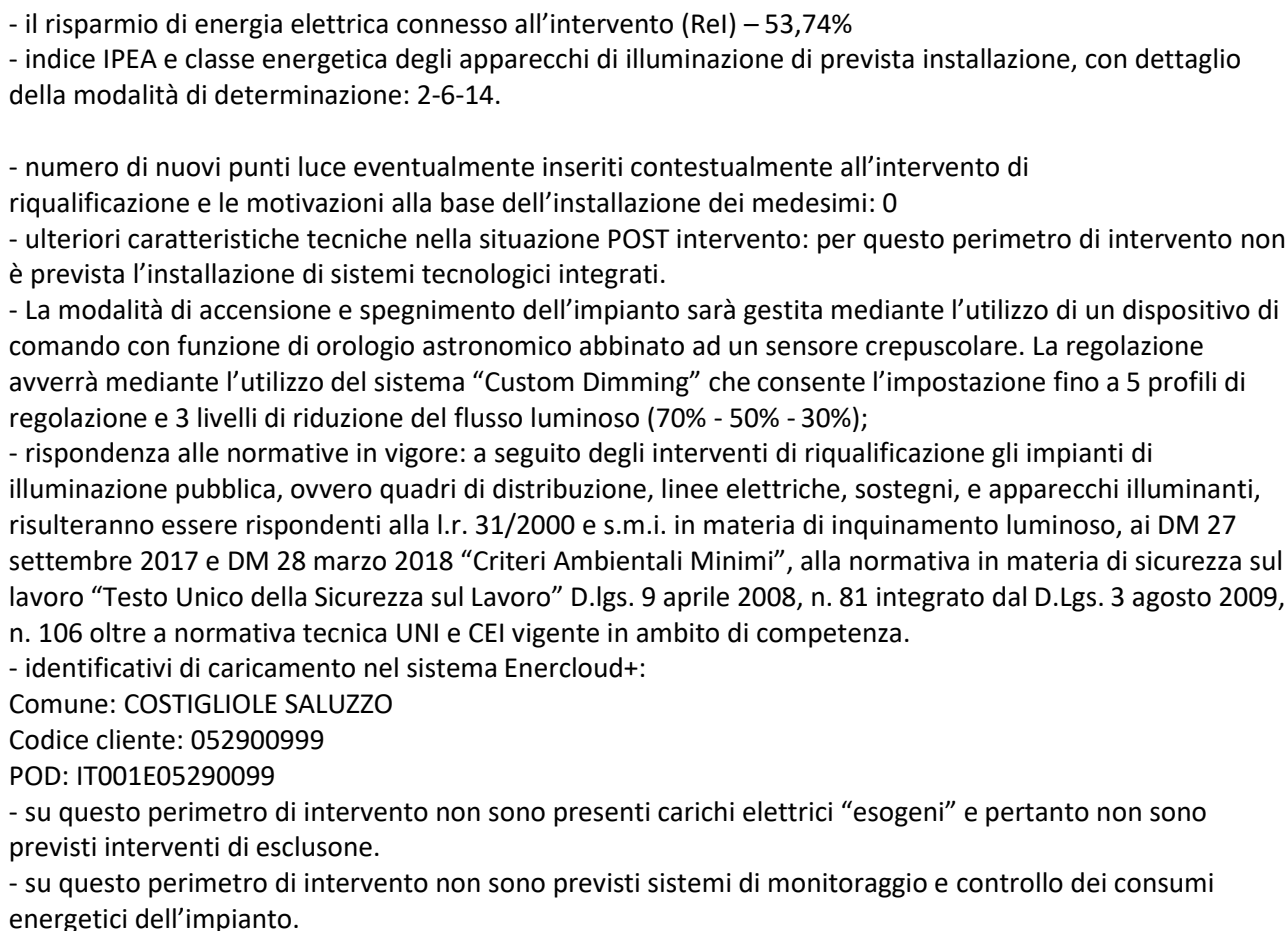 - il risparmio di energia elettrica connesso all’intervento (ReI) – 53,74%
- indice IPEA e classe energetica degli apparecchi di illuminazione di prevista installazione, con dettaglio
della modalità di determinazione: 2-6-14.
- numero di nuovi punti luce eventualmente inseriti contestualmente all’intervento di
riqualificazione e le motivazioni alla base dell’installazione dei medesimi: 0
- ulteriori caratteristiche tecniche nella situazione POST intervento: per questo perimetro di intervento non
è prevista l’installazione di sistemi tecnologici integrati.
- La modalità di accensione e spegnimento dell’impianto sarà gestita mediante l’utilizzo di un dispositivo di
comando con funzione di orologio astronomico abbinato ad un sensore crepuscolare. La regolazione
avverrà mediante l’utilizzo del sistema “Custom Dimming” che consente l’impostazione fino a 5 profili di
regolazione e 3 livelli di riduzione del flusso luminoso (70% - 50% - 30%);
- rispondenza alle normative in vigore: a seguito degli interventi di riqualificazione gli impianti di
illuminazione pubblica, ovvero quadri di distribuzione, linee elettriche, sostegni, e apparecchi illuminanti,
risulteranno essere rispondenti alla l.r. 31/2000 e s.m.i. in materia di inquinamento luminoso, ai DM 27
settembre 2017 e DM 28 marzo 2018 “Criteri Ambientali Minimi”, alla normativa in materia di sicurezza sul
lavoro “Testo Unico della Sicurezza sul Lavoro” D.lgs. 9 aprile 2008, n. 81 integrato dal D.Lgs. 3 agosto 2009,
n. 106 oltre a normativa tecnica UNI e CEI vigente in ambito di competenza.
- identificativi di caricamento nel sistema Enercloud+:
Comune: COSTIGLIOLE SALUZZO
Codice cliente: 052900999
POD: IT001E05290099
- su questo perimetro di intervento non sono presenti carichi elettrici “esogeni” e pertanto non sono
previsti interventi di esclusone.
- su questo perimetro di intervento non sono previsti sistemi di monitoraggio e controllo dei consumi
energetici dell’impianto.